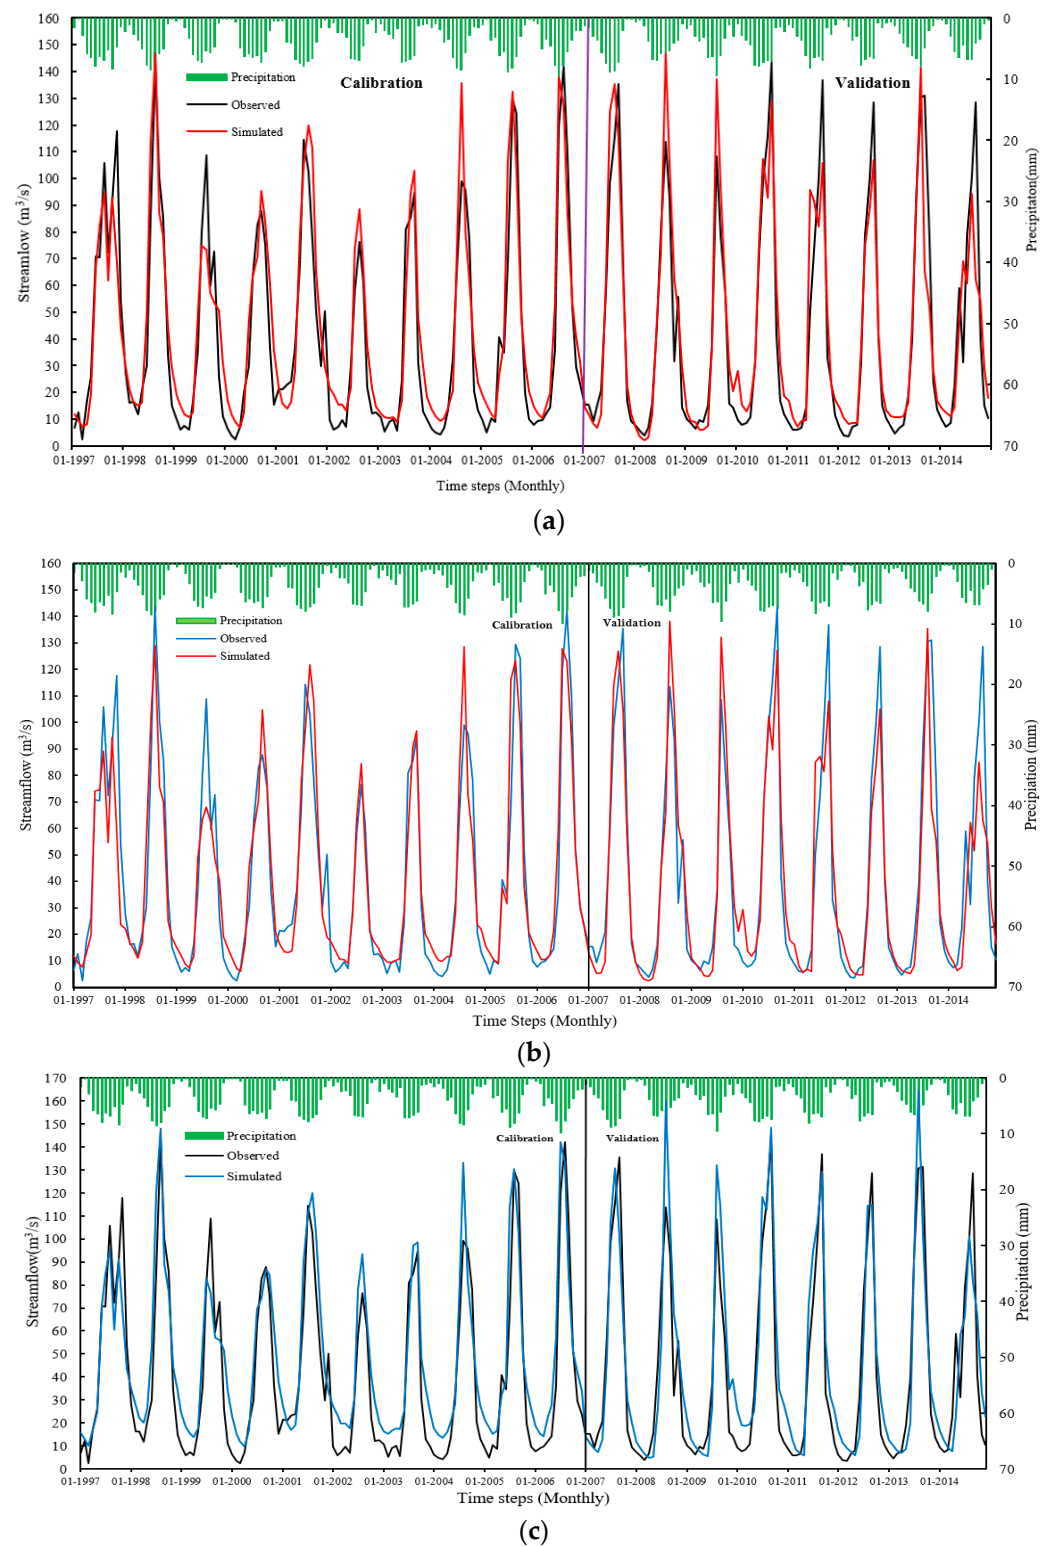 160 0
150
140
130 10
120
110
100 20
90
80 30
70
60 40
50
40 50
30
20 60
10
0 70
Precipitation
Observed
Simulated
Calibration
Validation
Streamlow (m³/s)
Precipitaton(mm)
01-1997 01-1998 01-1999 01-2000 01-2001 01-2002 01-2003 01-2004 01-2005 01-2006 01-2007 01-2008 01-2009 01-2010 01-2011 01-2012 01-2013 01-2014
Time steps (Monthly)
(a)
160 0
150
140
130 10
120
110 20
100
90 30
80
70 40
60
50 50
40
30 60
20
10
0 70
Precipitation
Observed
Simulated
Calibration
Validation
Streamflow (m³/s)
Precipiation (mm)
01-1997 01-1998 01-1999 01-2000 01-2001 01-2002 01-2003 01-2004 01-2005 01-2006 01-2007 01-2008 01-2009 01-2010 01-2011 01-2012 01-2013 01-2014
Time Steps (Monthly)
(b)
170 0
160
150 10
140
130
120 20
110
100 30
90
80 40
70
60
50 50
40
30 60
20
10
0 70
Precipitation
Observed
Simulated
Calibration
Validation
Streamflow(m³/s)
Precipitation (mm)
01-1997 01-1998 01-1999 01-2000 01-2001 01-2002 01-2003 01-2004 01-2005 01-2006 01-2007 01-2008 01-2009 01-2010 01-2011 01-2012 01-2013 01-2014
Time steps (Monthly)
(c)